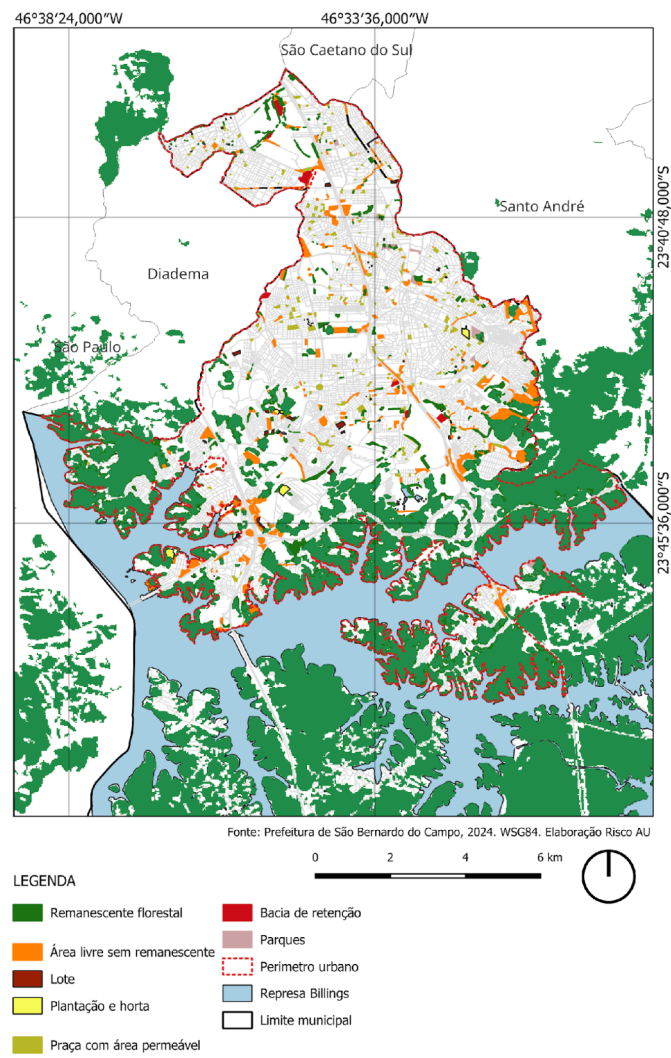 46°38'24,000"W
46°33'36,000"W
São Caetano do Sul
Santo André
23°40'48,000"S
Diadema
São Paulo
23°45'36,000"S
Fonte: Prefeitura de São Bernardo do Campo, 2024. WSG84. Elaboração Risco AU
0 2 4 6 km
LEGENDA
Remanescente florestal
Área livre sem remanescente
Lote
Plantação e horta
Praça com área permeável
Bacia de retenção
Parques
Perimetro urbano
Represa Billings
Limite municipal